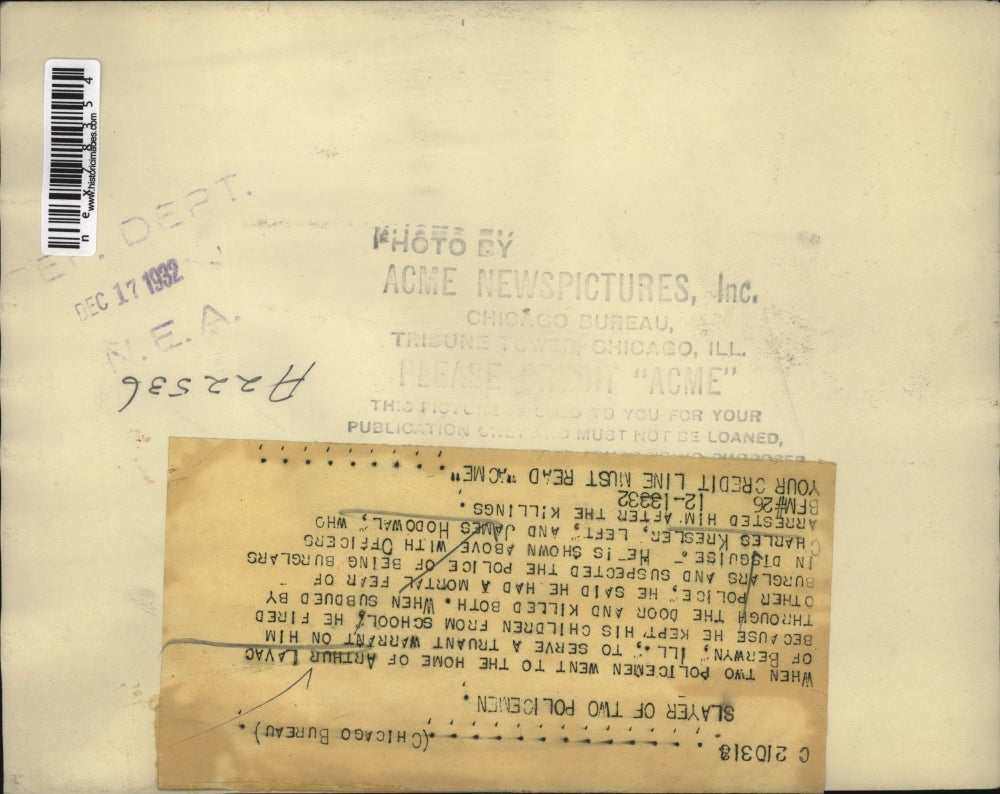 nex78354
www.historicimages.com
DEPT.
DEC 17 1932
N.E.A.
A22536
PHOTO BY
ACME NEWSPICTURES, Inc.
CHICAGO BUREAU,
TRIBUNE TOWER, CHICAGO, ILL.
PLEASE CREDIT "ACME"
THIS PICTURE IS SOLD TO YOU FOR YOUR
PUBLICATION ONLY AND MUST NOT BE LOANED,
PURPOSES
C 210318 (CHICAGO BUREAU).
SLAYER OF TWO POLICEMEN.
WHEN TWO POLICEMEN WENT TO THE HOME OF ARTHUR LAVAC
OF BERWYN, ILL., TO SERVE A TRUANT WARRANT ON HIM
BECAUSE HE KEPT HIS CHILDREN FROM SCHOOL, HE FIRED
THROUGH THE DOOR AND KILLED BOTH. WHEN SUBDUED BY
OTHER POLICE, HE SAID HE HAD A MORTAL FEAR OF
BURGLARS AND SUSPECTED THE POLICE OF BEING BURGLARS
IN DISGUISE - HE IS SHOWN ABOVE WITH OFFICERS
CHARLES KRESLER, LEFT, AND JAMES HODOWAL, WHO
ARRESTED HIM AFTER THE KILLINGS.
BFM#26
YOUR CREDIT LINE MUST READ "ACME"